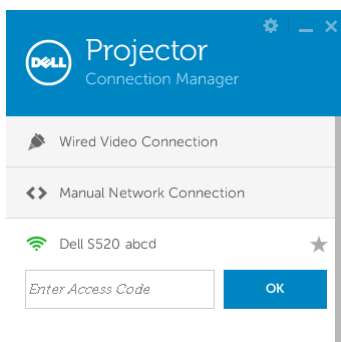 DELL
Projector
Connection Manager
Wired Video Connection
Manual Network Connection
Dell S520 abcd
Enter Access Code
OK